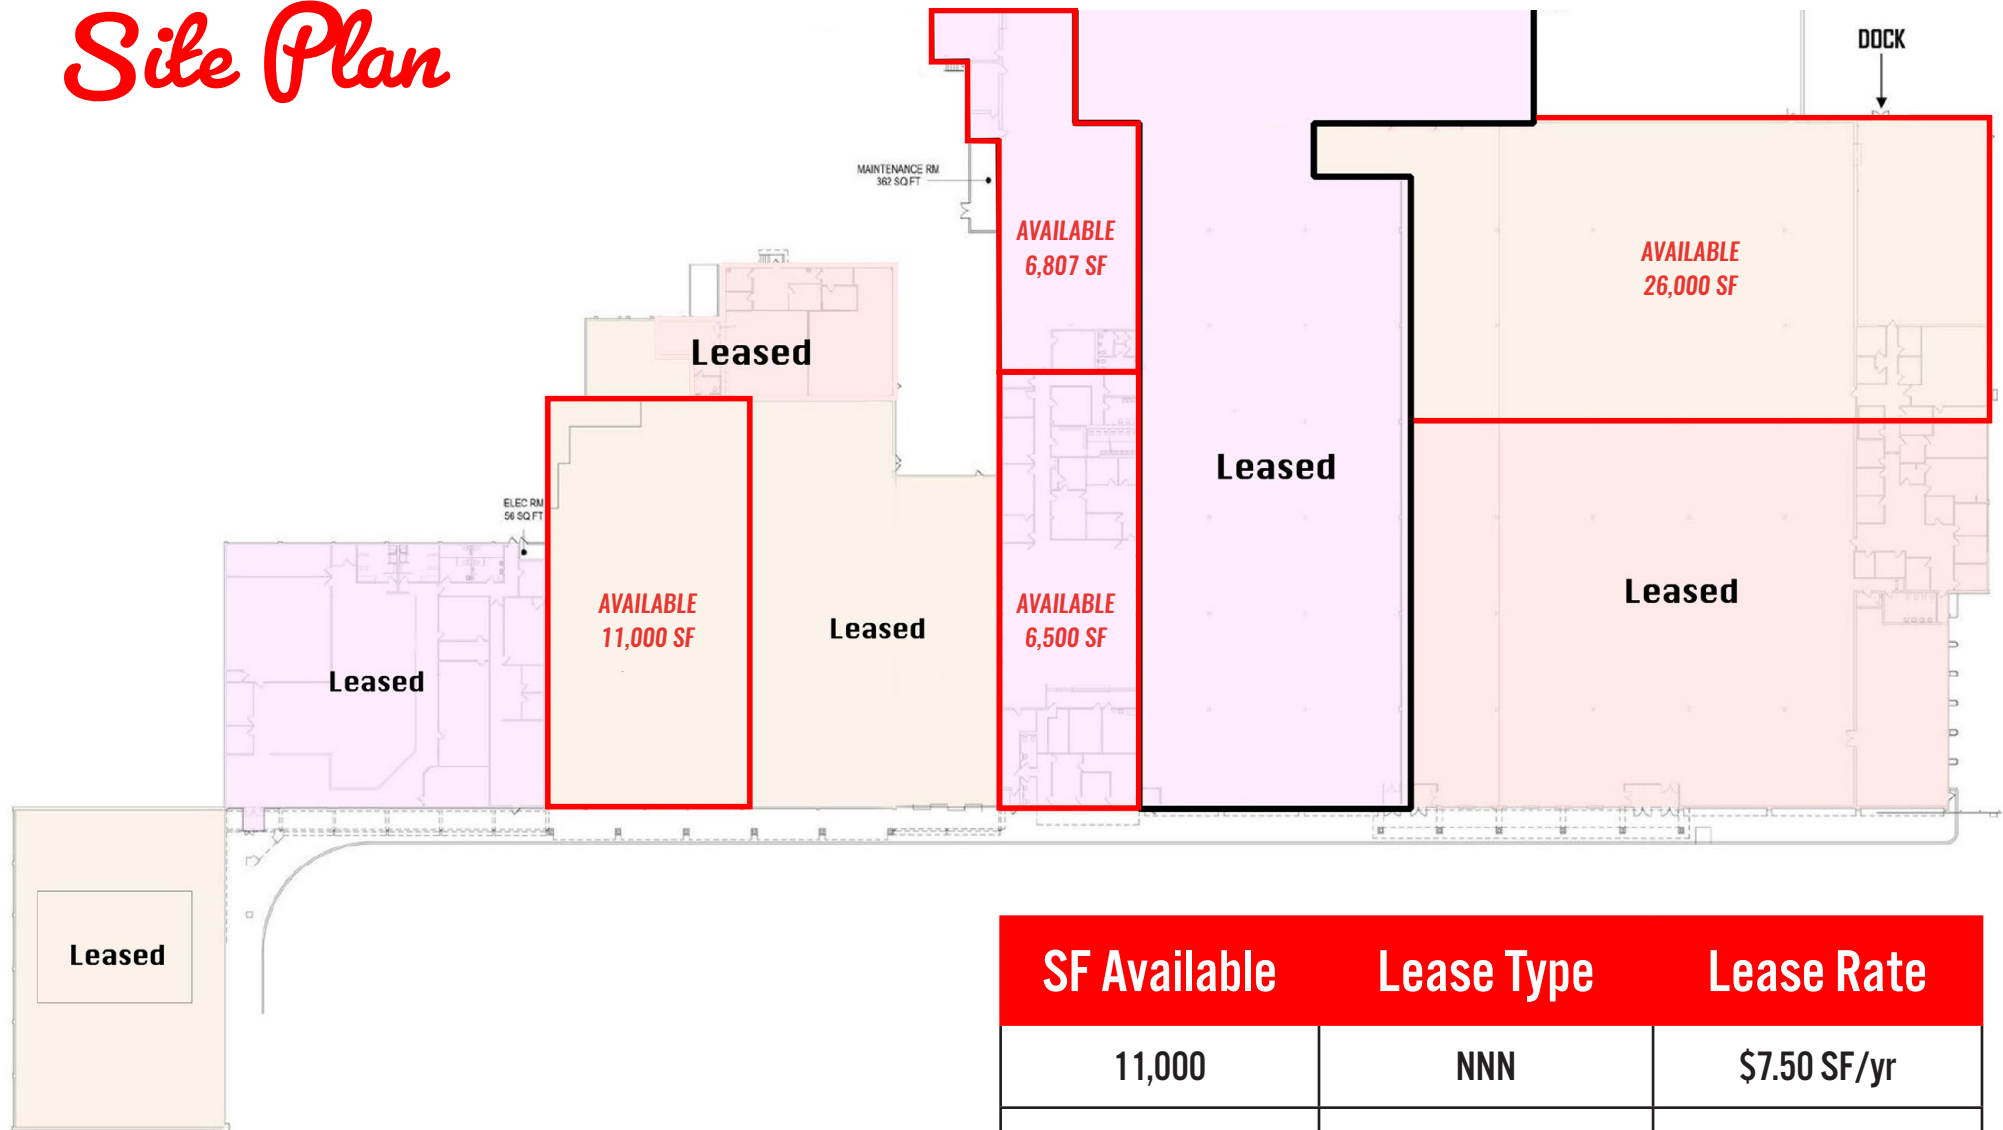 Site Plan
DOCK
MAINTENANCE RM
362 SQ FT
AVAILABLE
6,807 SF
AVAILABLE
26,000 SF
Leased
Leased
ELEC RM
56 SQ FT
AVAILABLE
11,000 SF
Leased
AVAILABLE
6,500 SF
Leased
Leased
Leased
SF Available
Lease Type
Lease Rate
11,000
NNN
$7.50 SF/yr